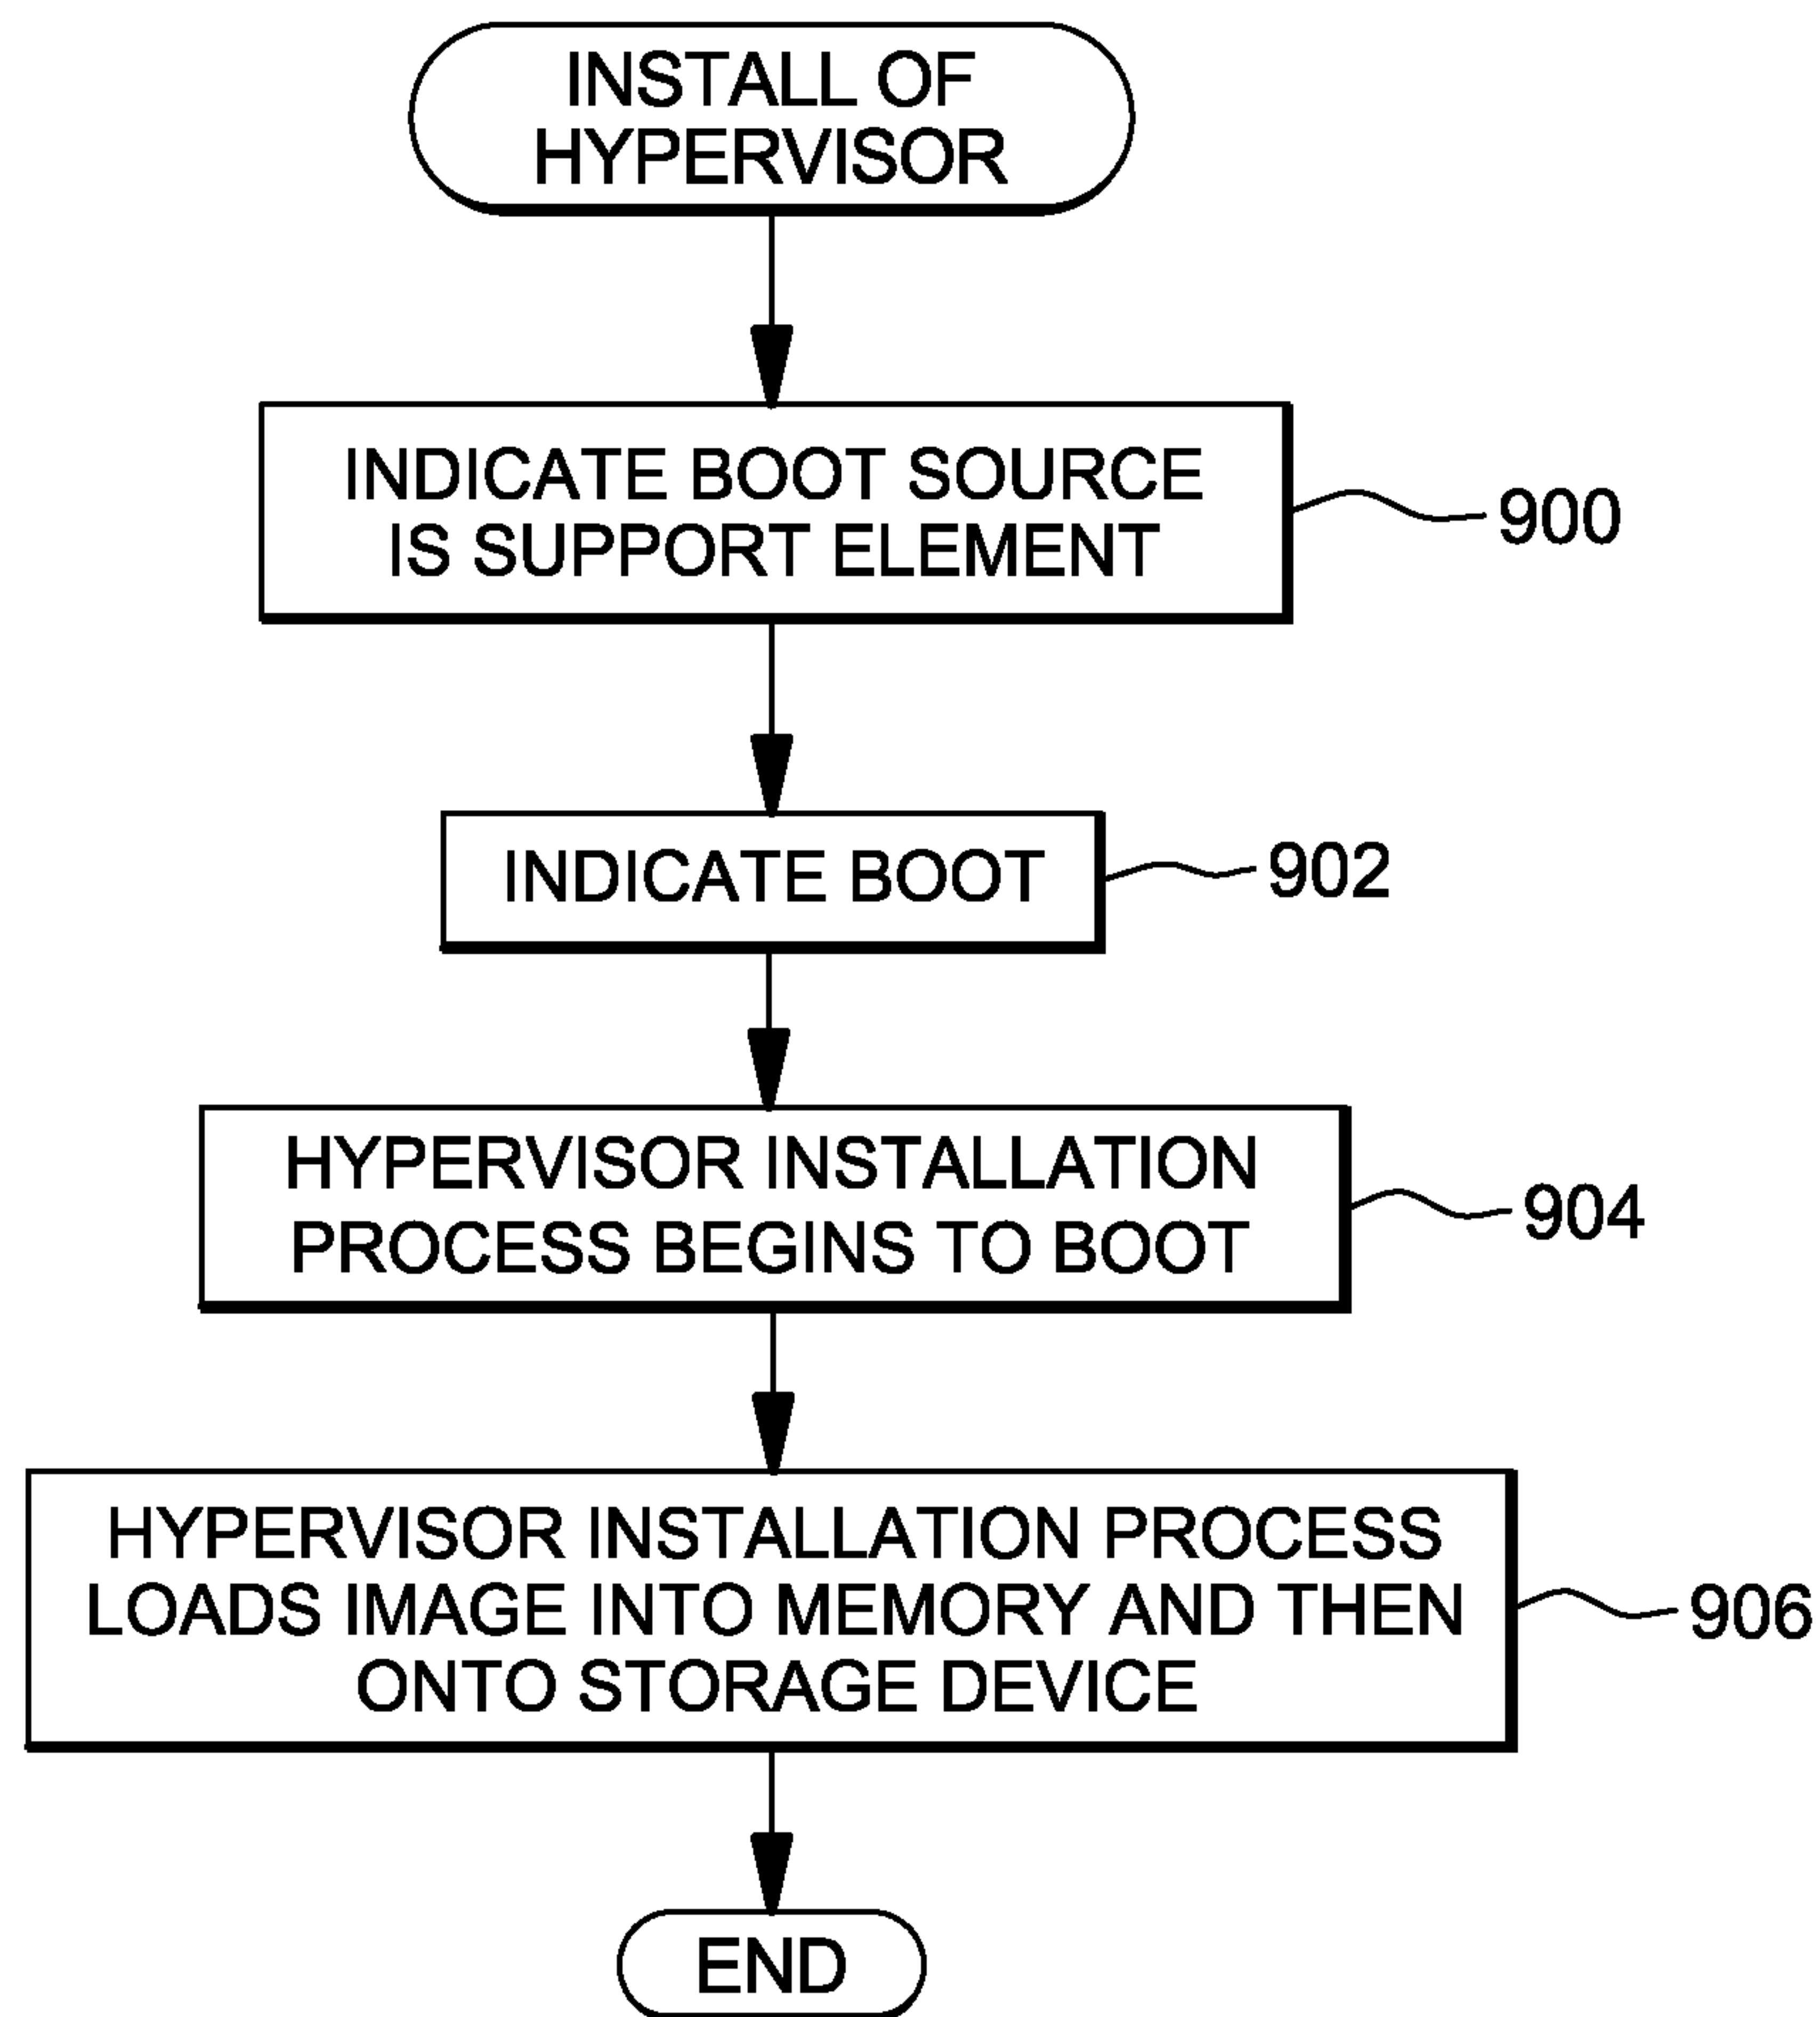 INSTALL OF
HYPERVISOR
INDICATE BOOT SOURCE
IS SUPPORT ELEMENT
900
INDICATE BOOT
902
HYPERVISOR INSTALLATION
PROCESS BEGINS TO BOOT
904
HYPERVISOR INSTALLATION PROCESS
LOADS IMAGE INTO MEMORY AND THEN
ONTO STORAGE DEVICE
906
END